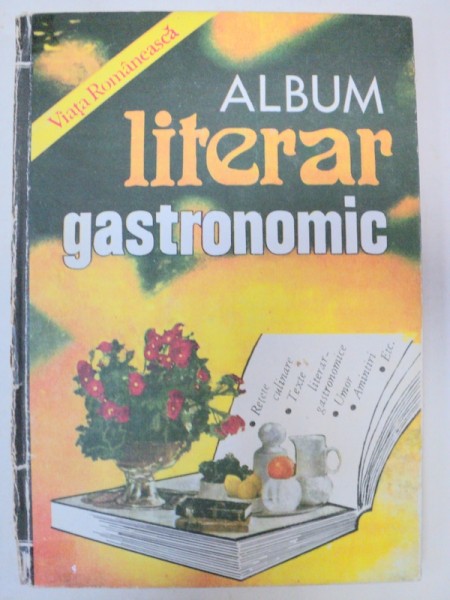 Viața Românească
ALBUM
literar
gastronomic
• Rețete
culinare
• Texte literar-
gastronomice
• Umor
• Amintiri
• Etc.